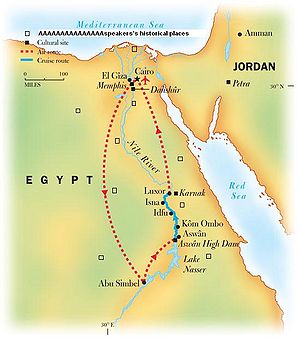 Mediterranean Sea
AAAAAAAAAAAAAspeakers's historical places
Cultural site
Air route
Cruise route
0
100
MILES
Amman
JORDAN
Petra
30° N
El Giza
Cairo
Memphis
Dahshûr
Nile River
EGYPT
Luxor
Karnak
Isna
Idfu
Red
Sea
Kôm Ombo
Aswân
Aswân High Dam
Lake
Nasser
Abu Simbel
30° E